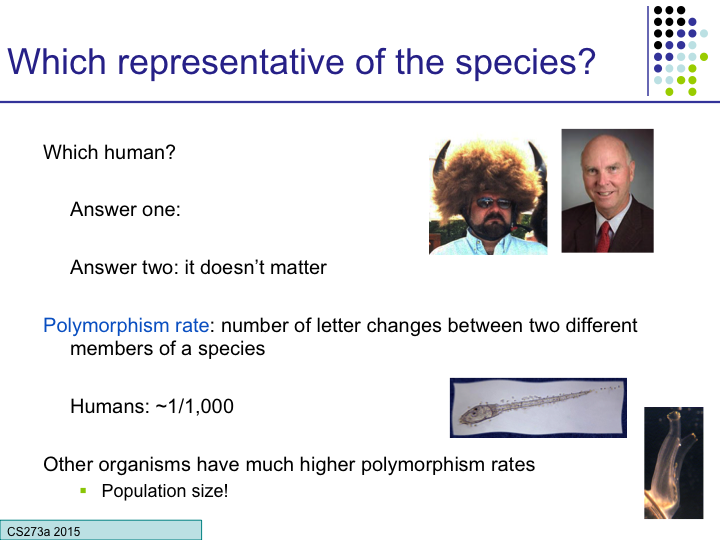 Which representative of the species?
Which human?
Answer one:
Answer two: it doesn’t matter
Polymorphism rate: number of letter changes between two different
members of a species
Humans: ~1/1,000
Other organisms have much higher polymorphism rates
Population size!
CS273a 2015